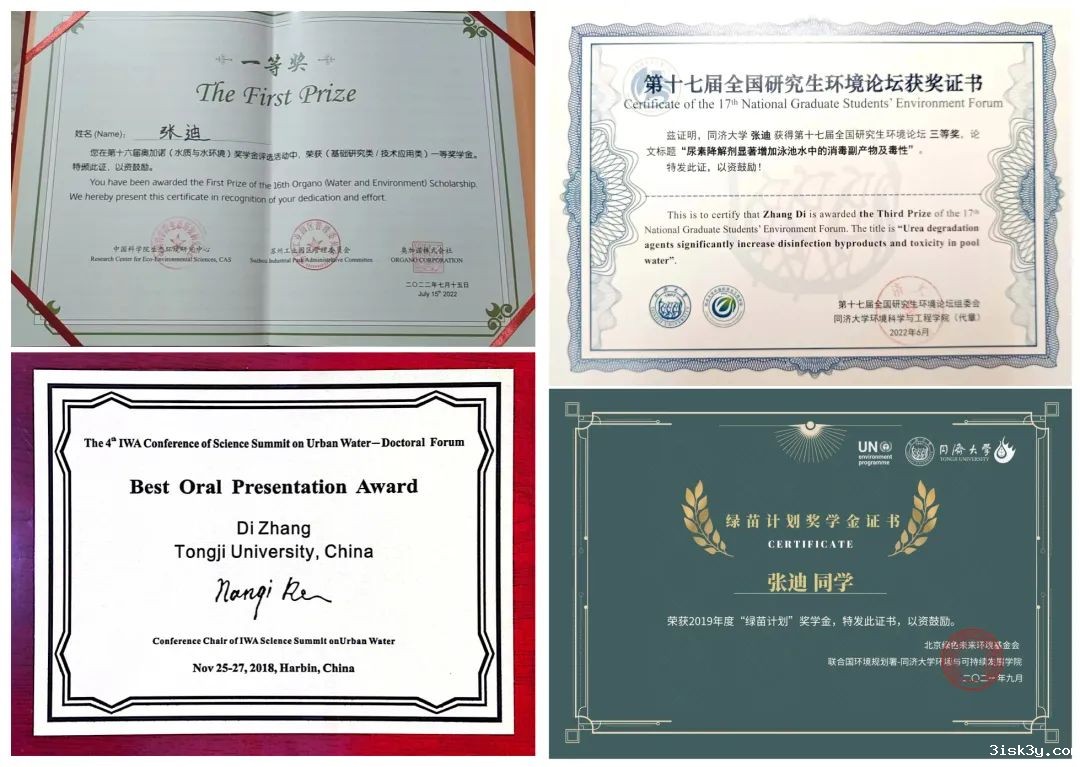 一等奖
The First Prize
姓名 (Name): 张迪
您在第十六届奥加诺（水质与水环境）奖学金评选活动中，荣获（基础研究类 / 技术应用类）一等奖学金。
特颁此证，以资鼓励。
You have been awarded the First Prize of the 16th Organo (Water and Environment) Scholarship.
We hereby present this certificate in recognition of your dedication and effort.
中国科学院生态环境研究中心 苏州工业园区管理委员会 奥加诺株式会社
Research Center for Eco-Environmental Sciences, CAS Suzhou Industrial Park Administrative Committee ORGANO CORPORATION
二〇二二年七月十五日
July 15th 2022
第十七届全国研究生环境论坛获奖证书
Certificate of the 17th National Graduate Students' Environment Forum
兹证明，同济大学 张迪 获得第十七届全国研究生环境论坛 三等奖，论
文标题“尿素降解剂显著增加泳池水中的消毒副产物及毒性”。
特发此证，以资鼓励！
This is to certify that Zhang Di is awarded the Third Prize of the 17th
National Graduate Students' Environment Forum. The title is “Urea degradation
agents significantly increase disinfection byproducts and toxicity in pool
water”.
第十七届全国研究生环境论坛组委会
同济大学环境科学与工程学院（代章）
2022年6月
The 4th IWA Conference of Science Summit on Urban Water—Doctoral Forum
Best Oral Presentation Award
Di Zhang
Tongji University, China
Nanqi Ren
Conference Chair of IWA Science Summit onUrban Water
Nov 25-27, 2018, Harbin, China
UN
environment
programme
同濟大學
TONGJI UNIVERSITY
绿苗计划奖学金证书
CERTIFICATE
张迪 同学
荣获2019年度“绿苗计划”奖学金，特发此证书，以资鼓励。
北京绿色未来环境基金会
联合国环境规划署-同济大学环境与可持续发展学院
二〇二一年九月
3isk3y.com